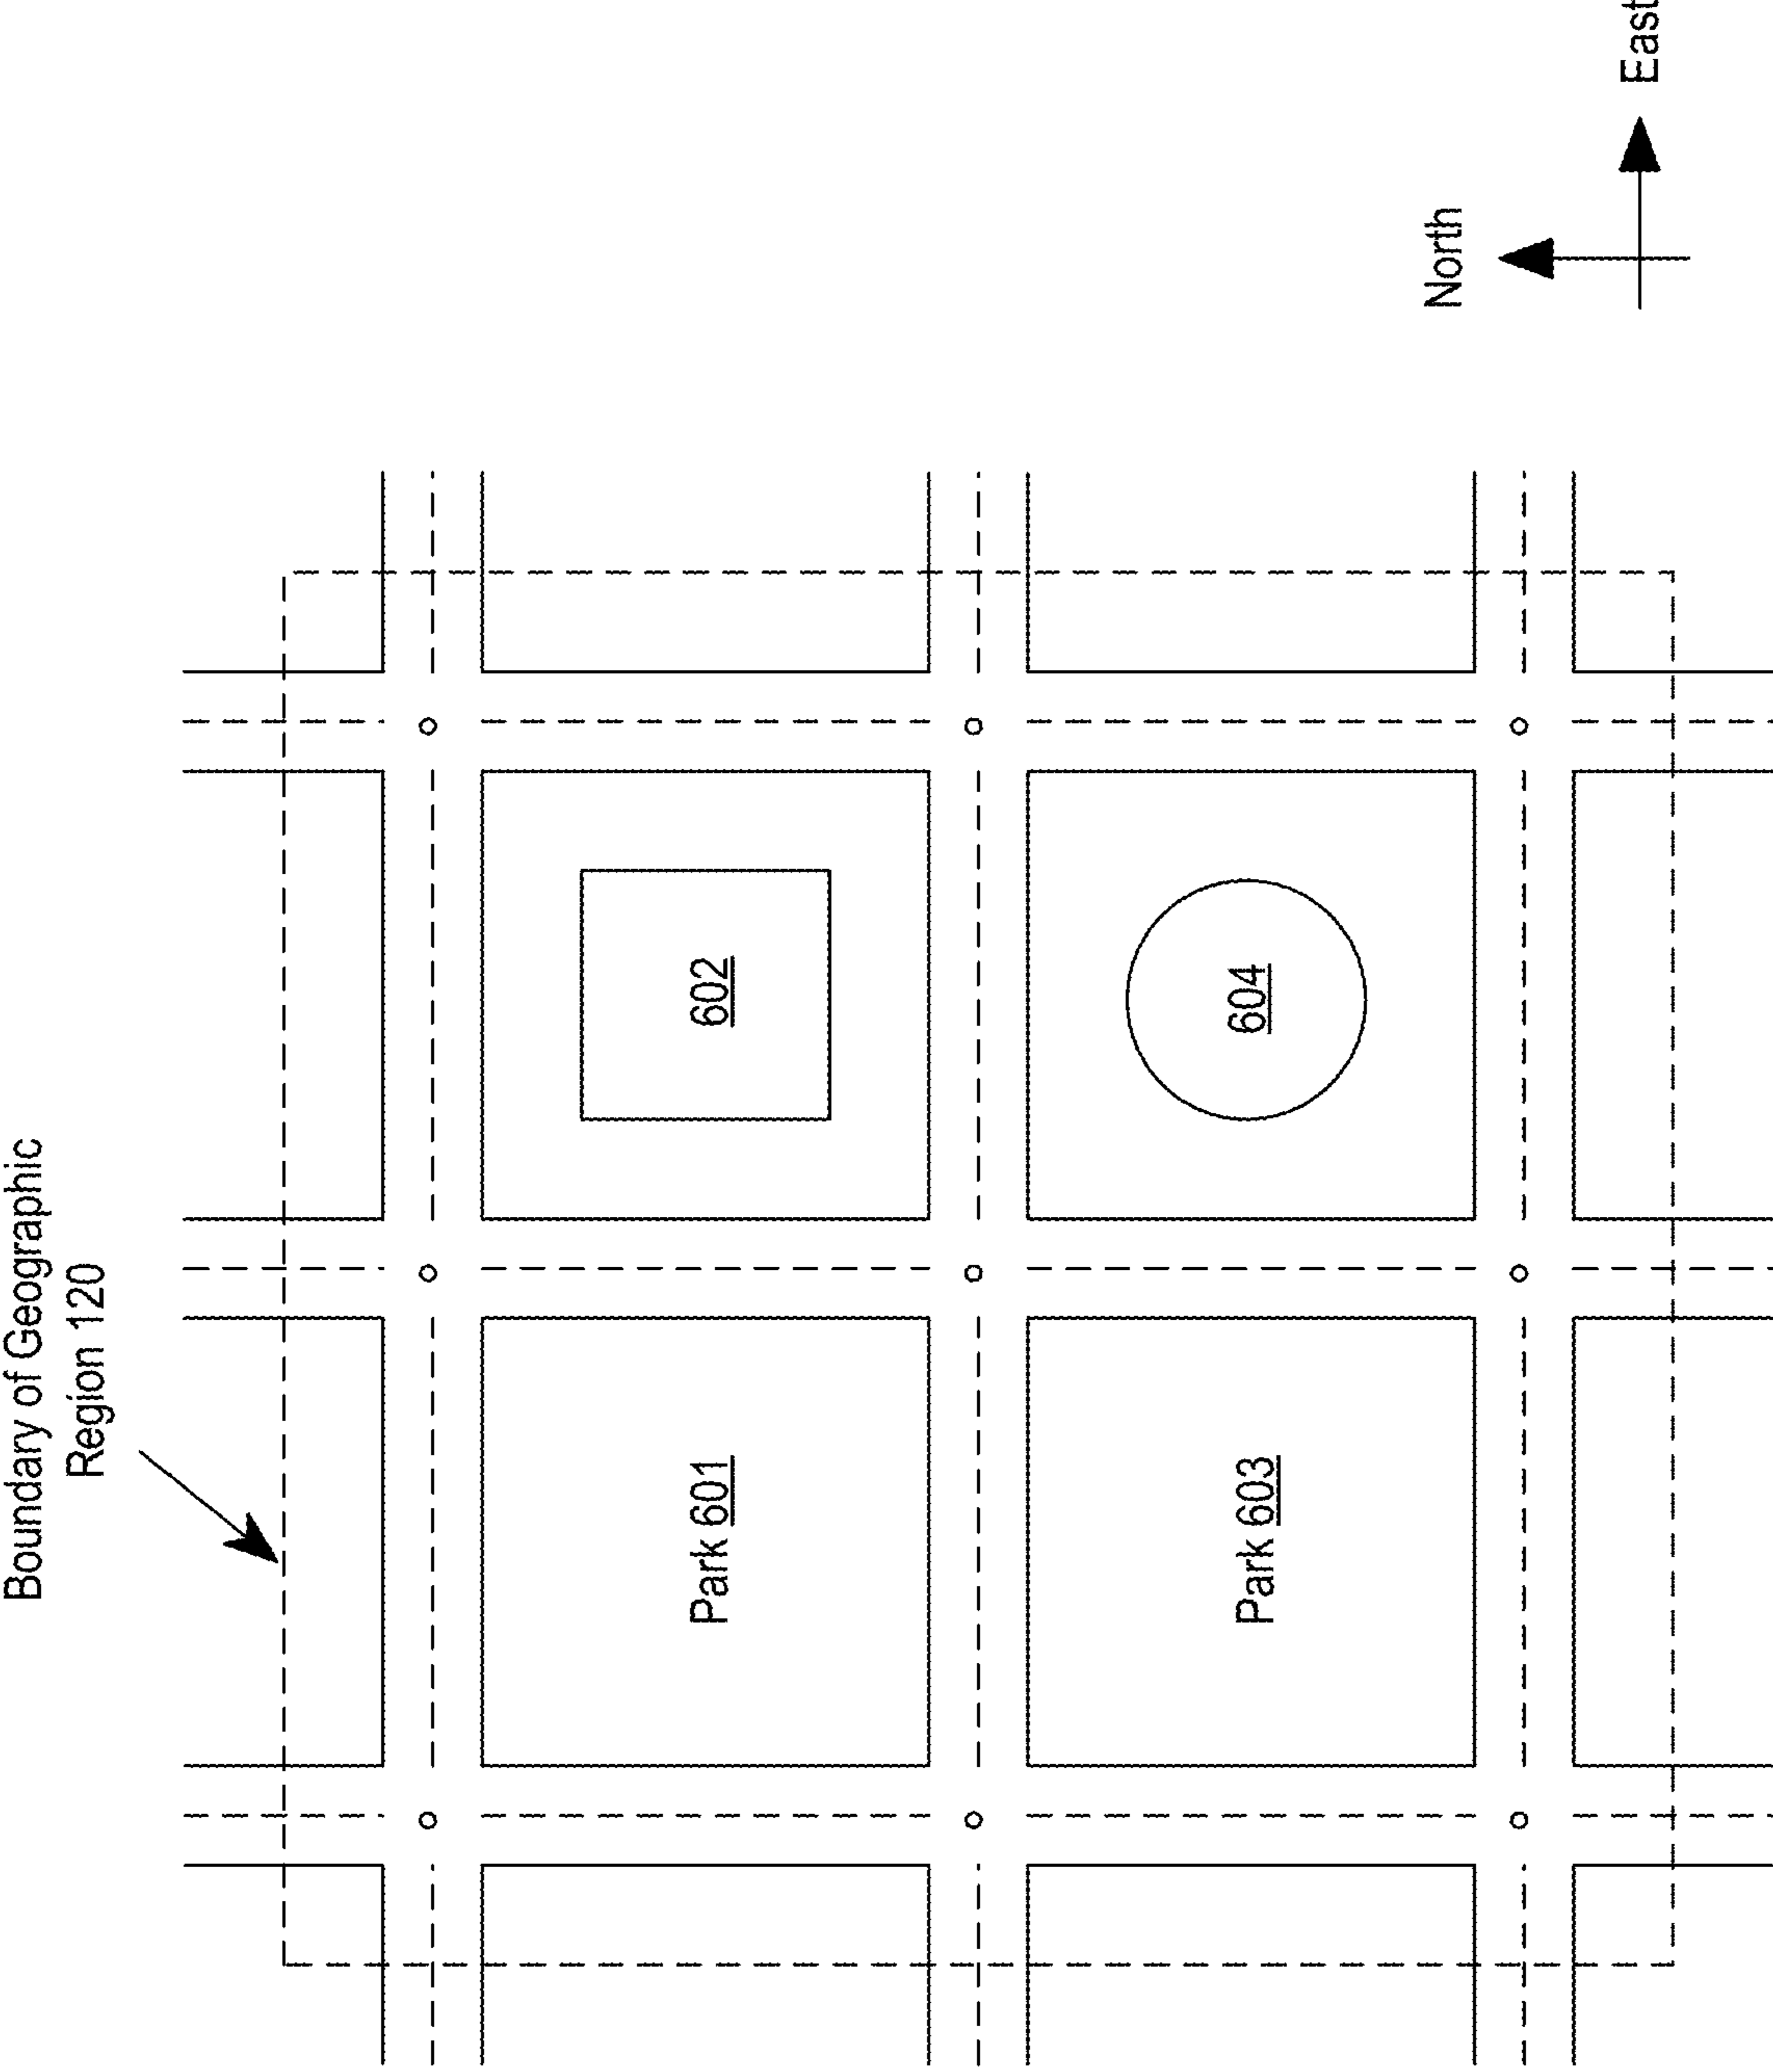 Boundary of Geographic
Region 120
Park 601
602
Park 603
604
North
East